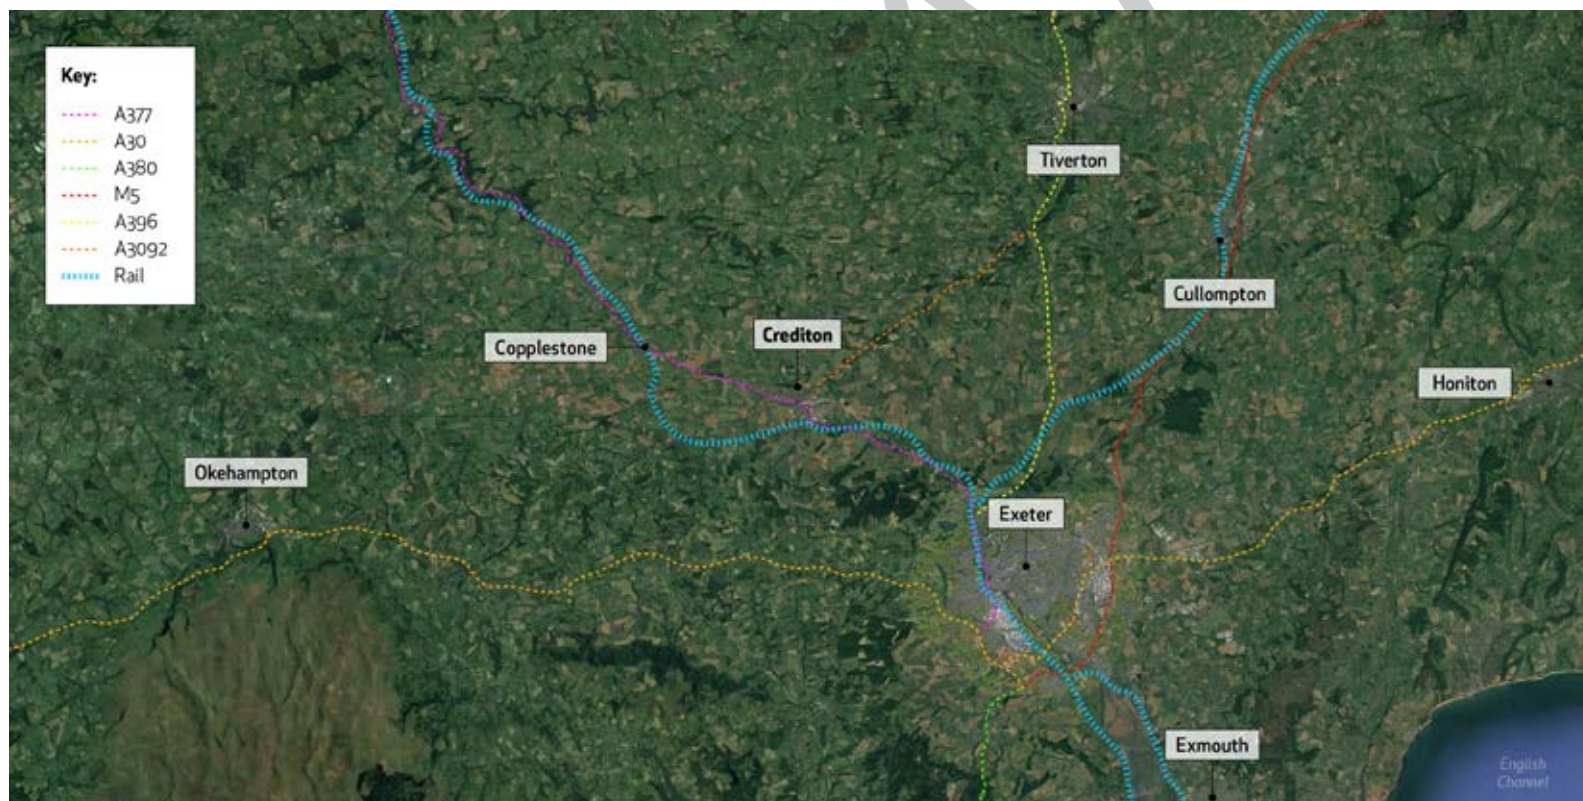 Key:
A377
A30
A380
M5
A396
A3092
Rail
Tiverton
Cullompton
Crediton
Copplestone
Honiton
Okehampton
Exeter
Exmouth
English
Channel